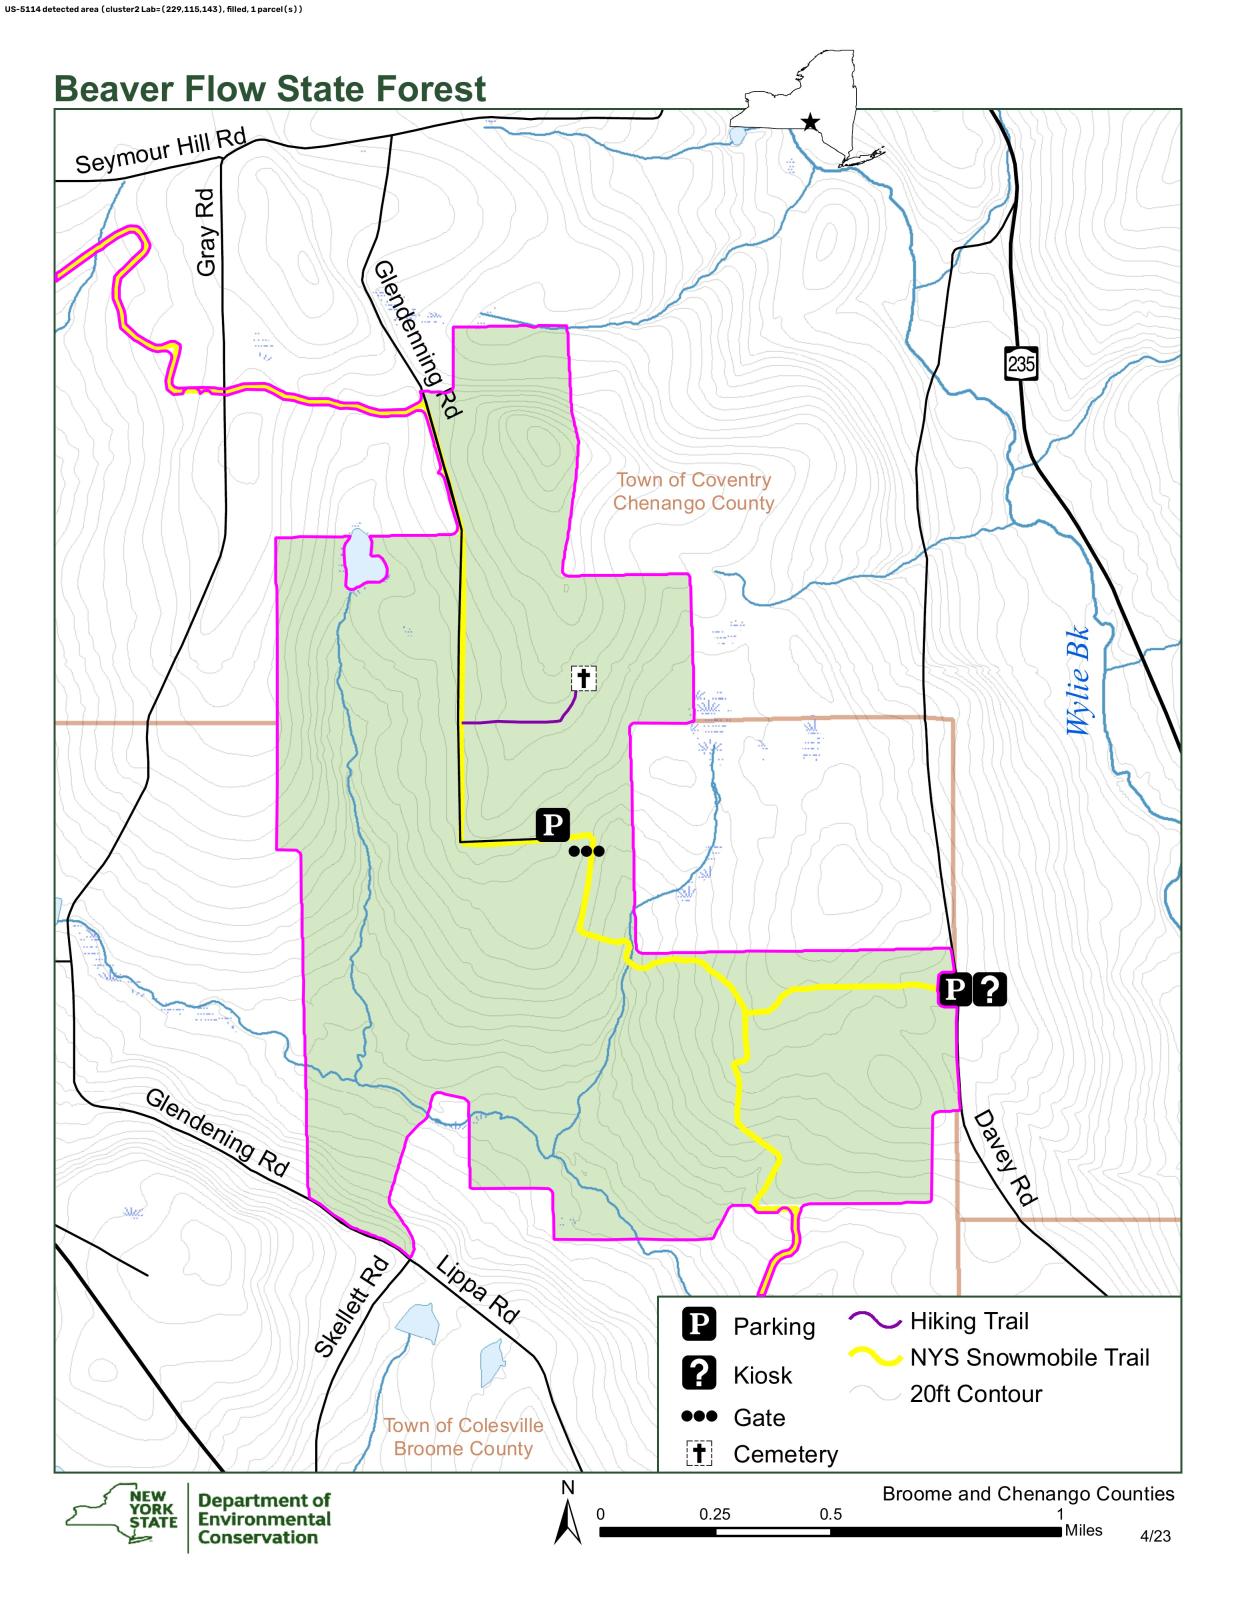 US-5114 detected area (cluster2 Lab=(229,115,143), filled, 1 parcel(s))
Beaver Flow State Forest
Seymour Hill Rd
Gray Rd
Glendenning Rd
235
Town of Coventry
Chenango County
Wylie Bk
P
P ?
Glendening Rd
Davey Rd
Skellett Rd
Lippa Rd
Town of Colesville
Broome County
P Parking
? Kiosk
Gate
Cemetery
Hiking Trail
NYS Snowmobile Trail
20ft Contour
NEW
YORK
STATE
Department of
Environmental
Conservation
N
0 0.25 0.5 1
Miles
Broome and Chenango Counties
4/23